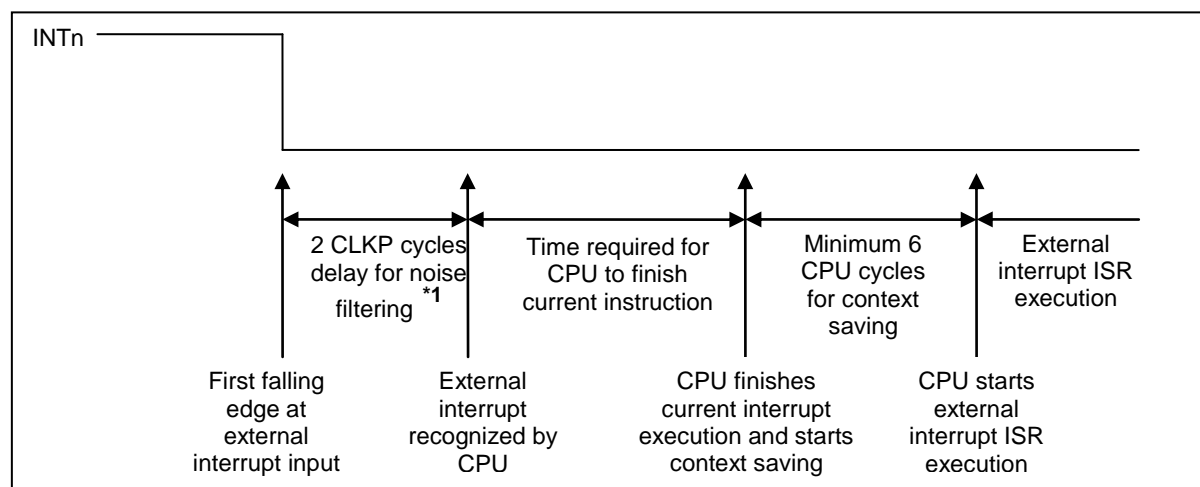 INTn
2 CLKP cycles
delay for noise
filtering *1
Time required for
CPU to finish
current instruction
Minimum 6
CPU cycles
for context
saving
External
interrupt ISR
execution
First falling
edge at
external
interrupt input
External
interrupt
recognized by
CPU
CPU finishes
current interrupt
execution and starts
context saving
CPU starts
external
interrupt ISR
execution